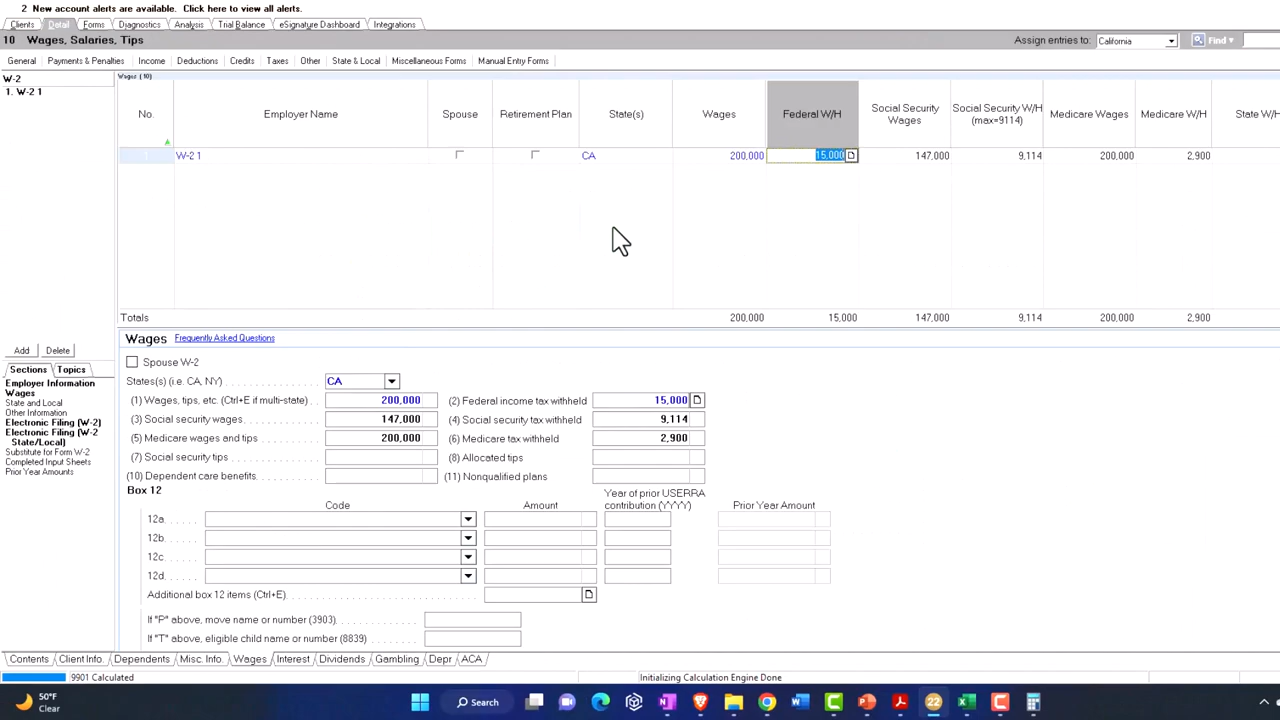 2 New account alerts are available. Click here to view all alerts.
Clients Detail Forms Diagnostics Analysis Trial Balance eSignature Dashboard Integrations
10 Wages, Salaries, Tips Assign entries to: California Find
General Payments & Penalties Income Deductions Credits Taxes Other State & Local Miscellaneous Forms Manual Entry Forms
W-2
1. W-2 1
Wages (10)
No. Employer Name Spouse Retirement Plan State(s) Wages Federal W/H Social Security Wages Social Security W/H (max=9114) Medicare Wages Medicare W/H State W/H
1 W-2 1 CA 200,000 15,000 147,000 9,114 200,000 2,900
Totals 200,000 15,000 147,000 9,114 200,000 2,900
Add Delete
Sections Topics
Employer Information
Wages
State and Local
Other Information
Electronic Filing (W-2)
Electronic Filing (W-2
State/Local)
Substitute for Form W-2
Completed Input Sheets
Prior Year Amounts
Wages Frequently Asked Questions
Spouse W-2
States(s) (i.e. CA, NY) CA
(1) Wages, tips, etc. (Ctrl+E if multi-state) 200,000 (2) Federal income tax withheld 15,000
(3) Social security wages 147,000 (4) Social security tax withheld 9,114
(5) Medicare wages and tips 200,000 (6) Medicare tax withheld 2,900
(7) Social security tips (8) Allocated tips
(10) Dependent care benefits (11) Nonqualified plans
Box 12
Code Amount Year of prior USERRA contribution (YYYY) Prior Year Amount
12a
12b
12c
12d
Additional box 12 items (Ctrl+E)
If "P" above, move name or number (3903)
If "T" above, eligible child name or number (8839)
Contents Client Info. Dependents Misc. Info. Wages Interest Dividends Gambling Depr ACA
9901 Calculated Initializing Calculation Engine Done
50°F
Clear
Search
22